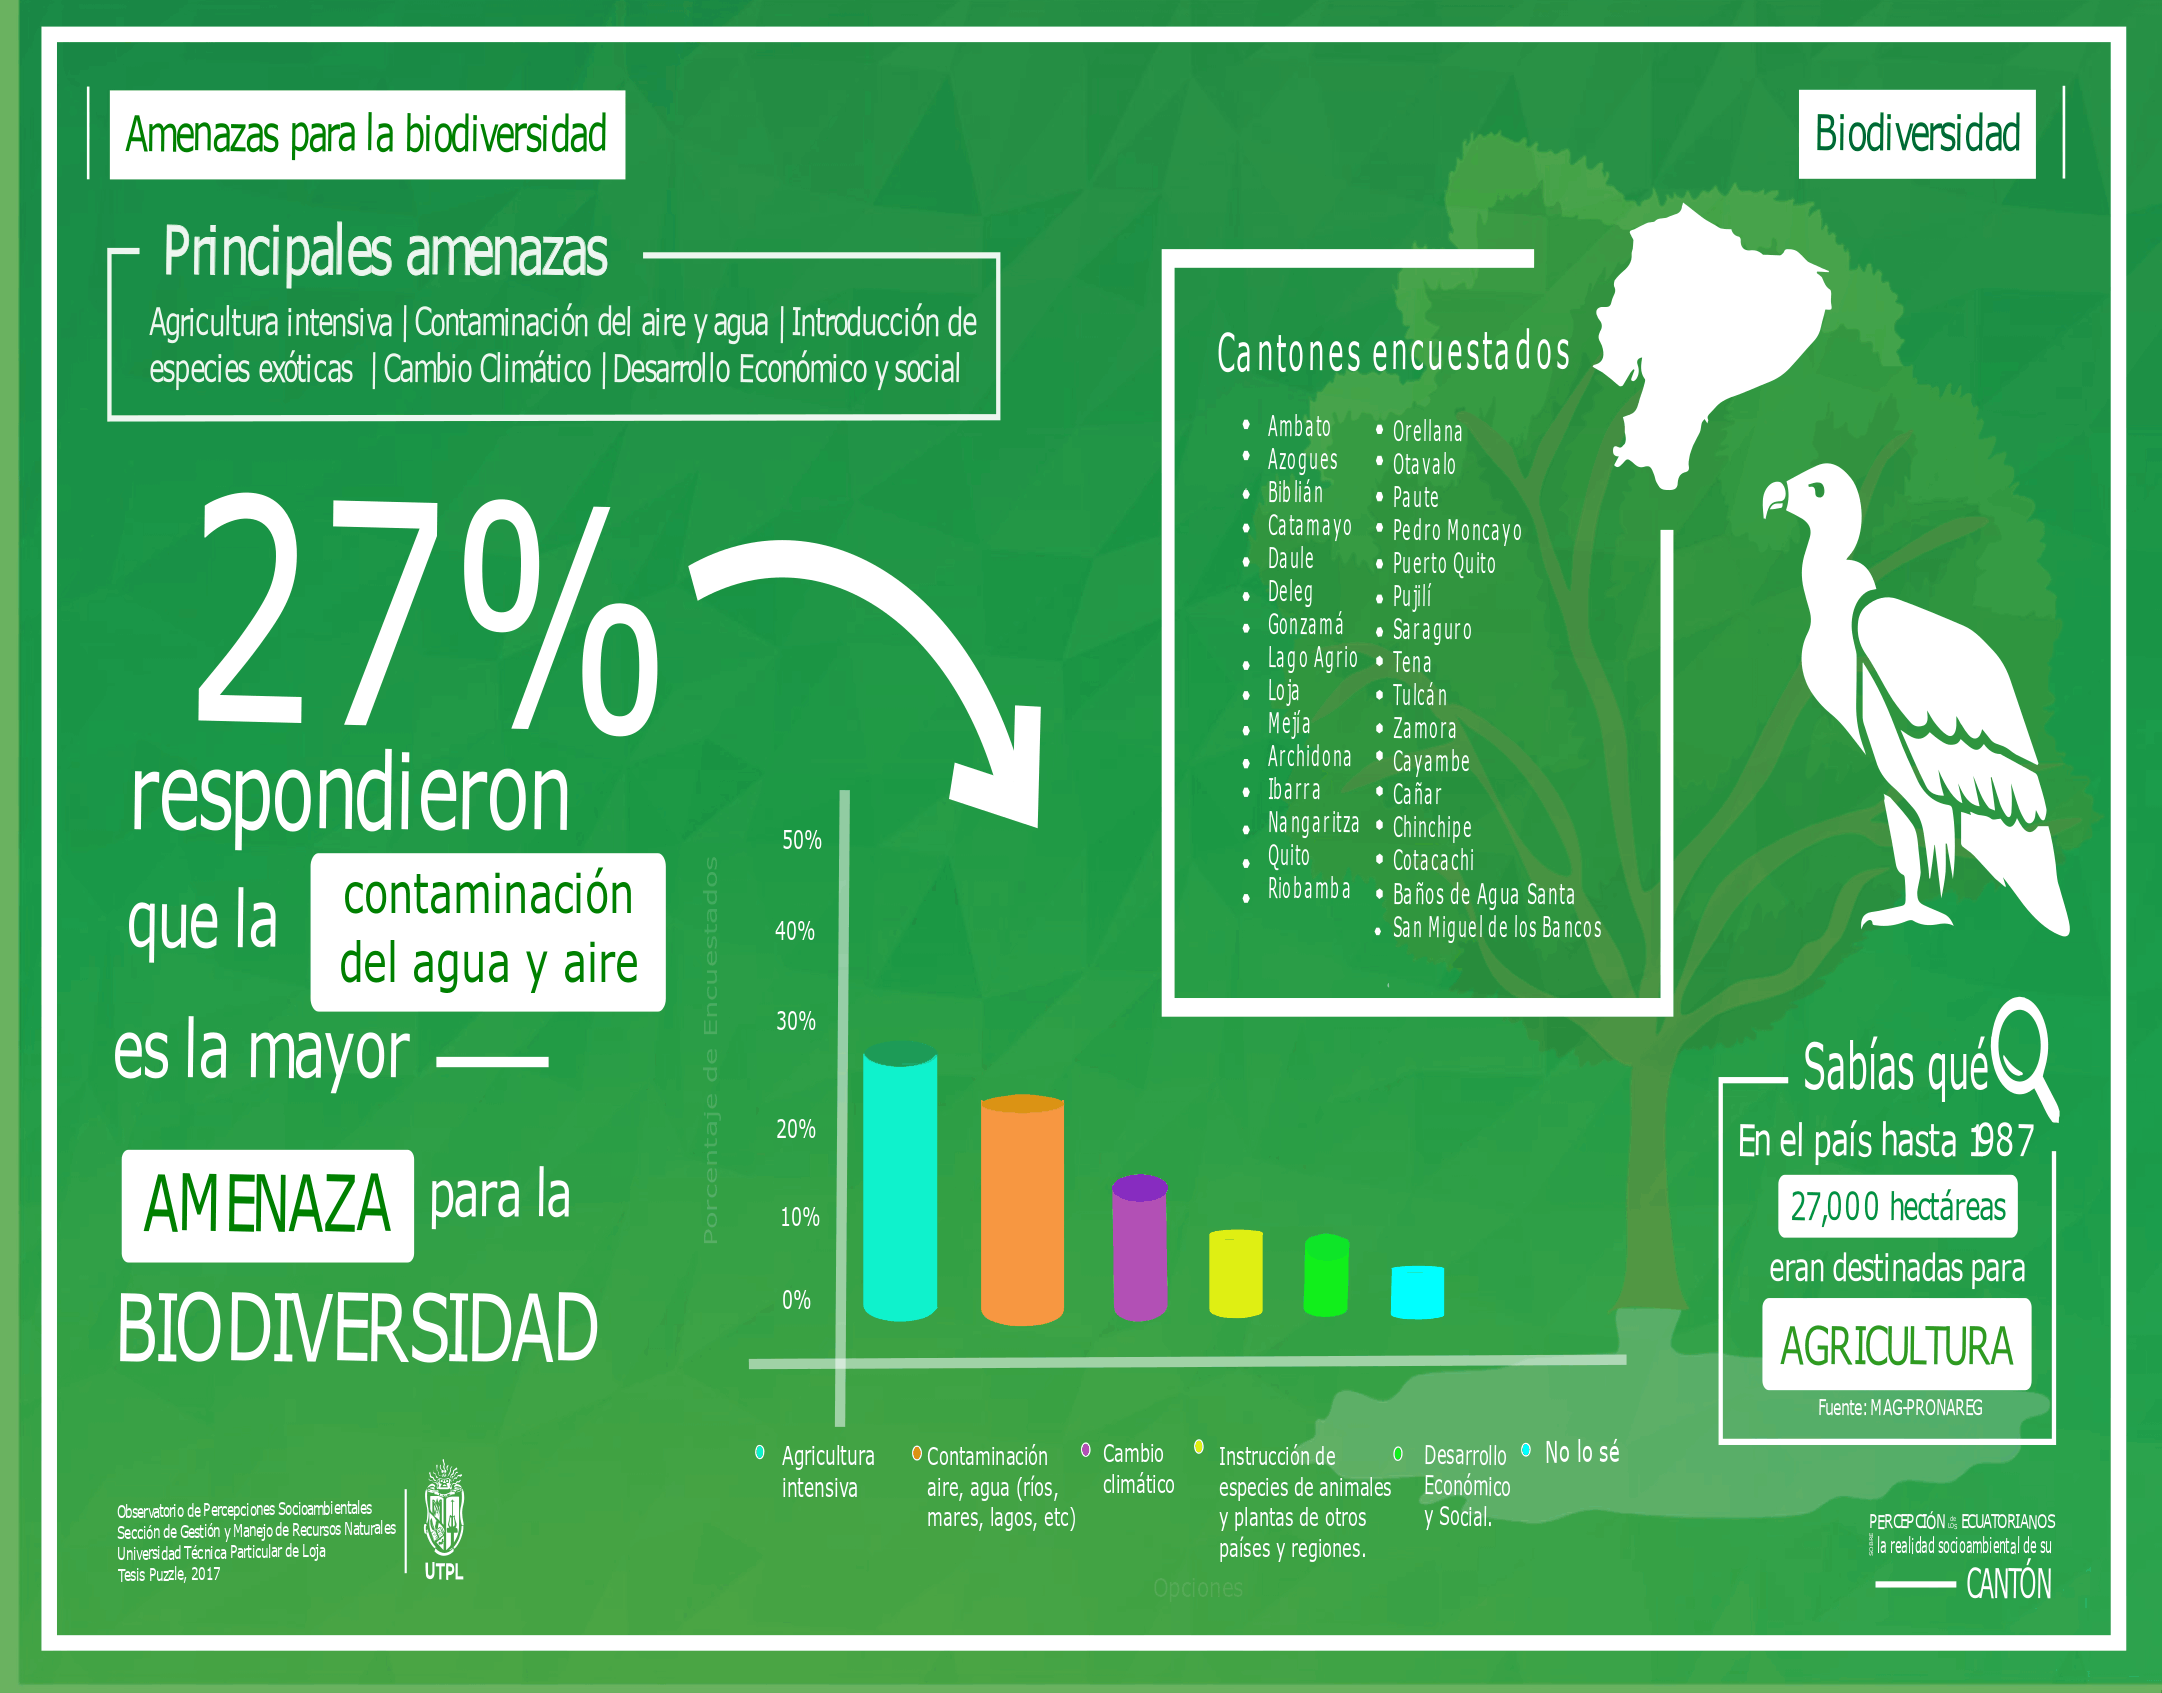 Amenazas para la biodiversidad
Biodiversidad
Principales amenazas
Agricultura intensiva | Contaminación del aire y agua | Introducción de
especies exóticas | Cambio Climático | Desarrollo Económico y social
27%
respondieron
que la
contaminación
del agua y aire
es la mayor
AMENAZA para la
BIODIVERSIDAD
Cantones encuestados
Ambato
Azogues
Biblián
Catamayo
Daule
Deleg
Gonzamá
Lago Agrio
Loja
Mejía
Archidona
Ibarra
Nangaritza
Quito
Riobamba
Orellana
Otavalo
Paute
Pedro Moncayo
Puerto Quito
Pujilí
Saraguro
Tena
Tulcán
Zamora
Cayambe
Cañar
Chinchipe
Cotacachi
Baños de Agua Santa
San Miguel de los Bancos
Porcentaje de Encuestados
50%
40%
30%
20%
10%
0%
Agricultura
intensiva
Contaminación
aire, agua (ríos,
mares, lagos, etc)
Cambio
climático
Instrucción de
especies de animales
y plantas de otros
países y regiones.
Desarrollo
Económico
y Social.
No lo sé
Opciones
Sabías qué
En el país hasta 1987
27,000 hectáreas
eran destinadas para
AGRICULTURA
Fuente: MAG-PRONAREG
Observatorio de Percepciones Socioambientales
Sección de Gestión y Manejo de Recursos Naturales
Universidad Técnica Particular de Loja
Tesis Puzzle, 2017
UTPL
PERCEPCIÓN de LOS ECUATORIANOS
SOBRE la realidad socioambiental de su
CANTÓN